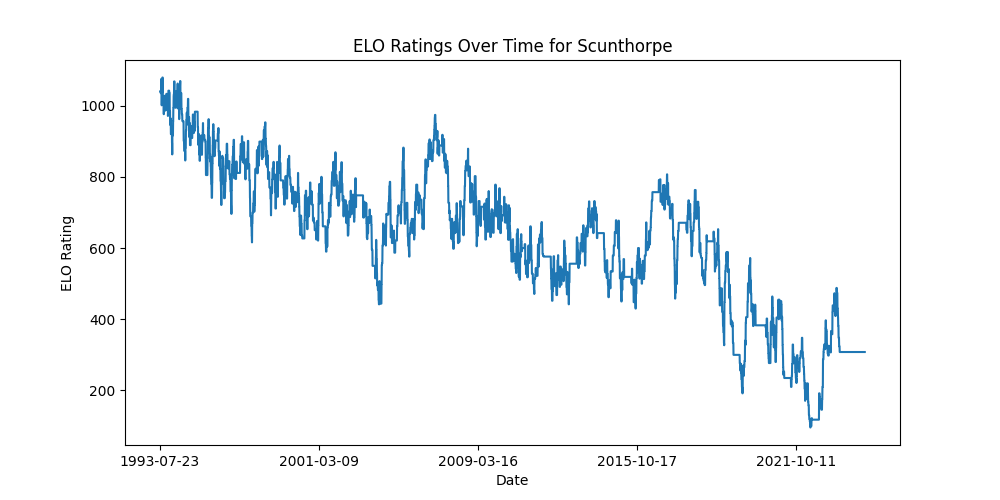 ELO Ratings Over Time for Scunthorpe
ELO Rating
1000
800
600
400
200
1993-07-23 2001-03-09 2009-03-16 2015-10-17 2021-10-11
Date